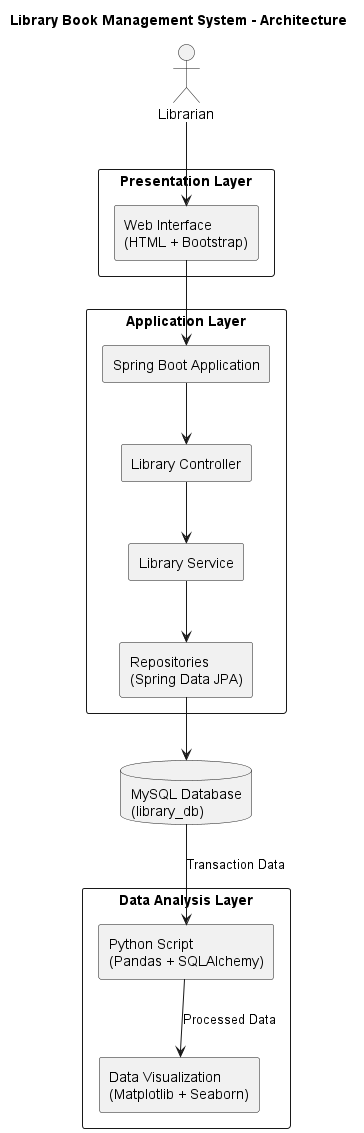 Library Book Management System - Architecture
Librarian
Presentation Layer
Web Interface
(HTML + Bootstrap)
Application Layer
Spring Boot Application
Library Controller
Library Service
Repositories
(Spring Data JPA)
MySQL Database
(library_db)
Transaction Data
Data Analysis Layer
Python Script
(Pandas + SQLAlchemy)
Processed Data
Data Visualization
(Matplotlib + Seaborn)